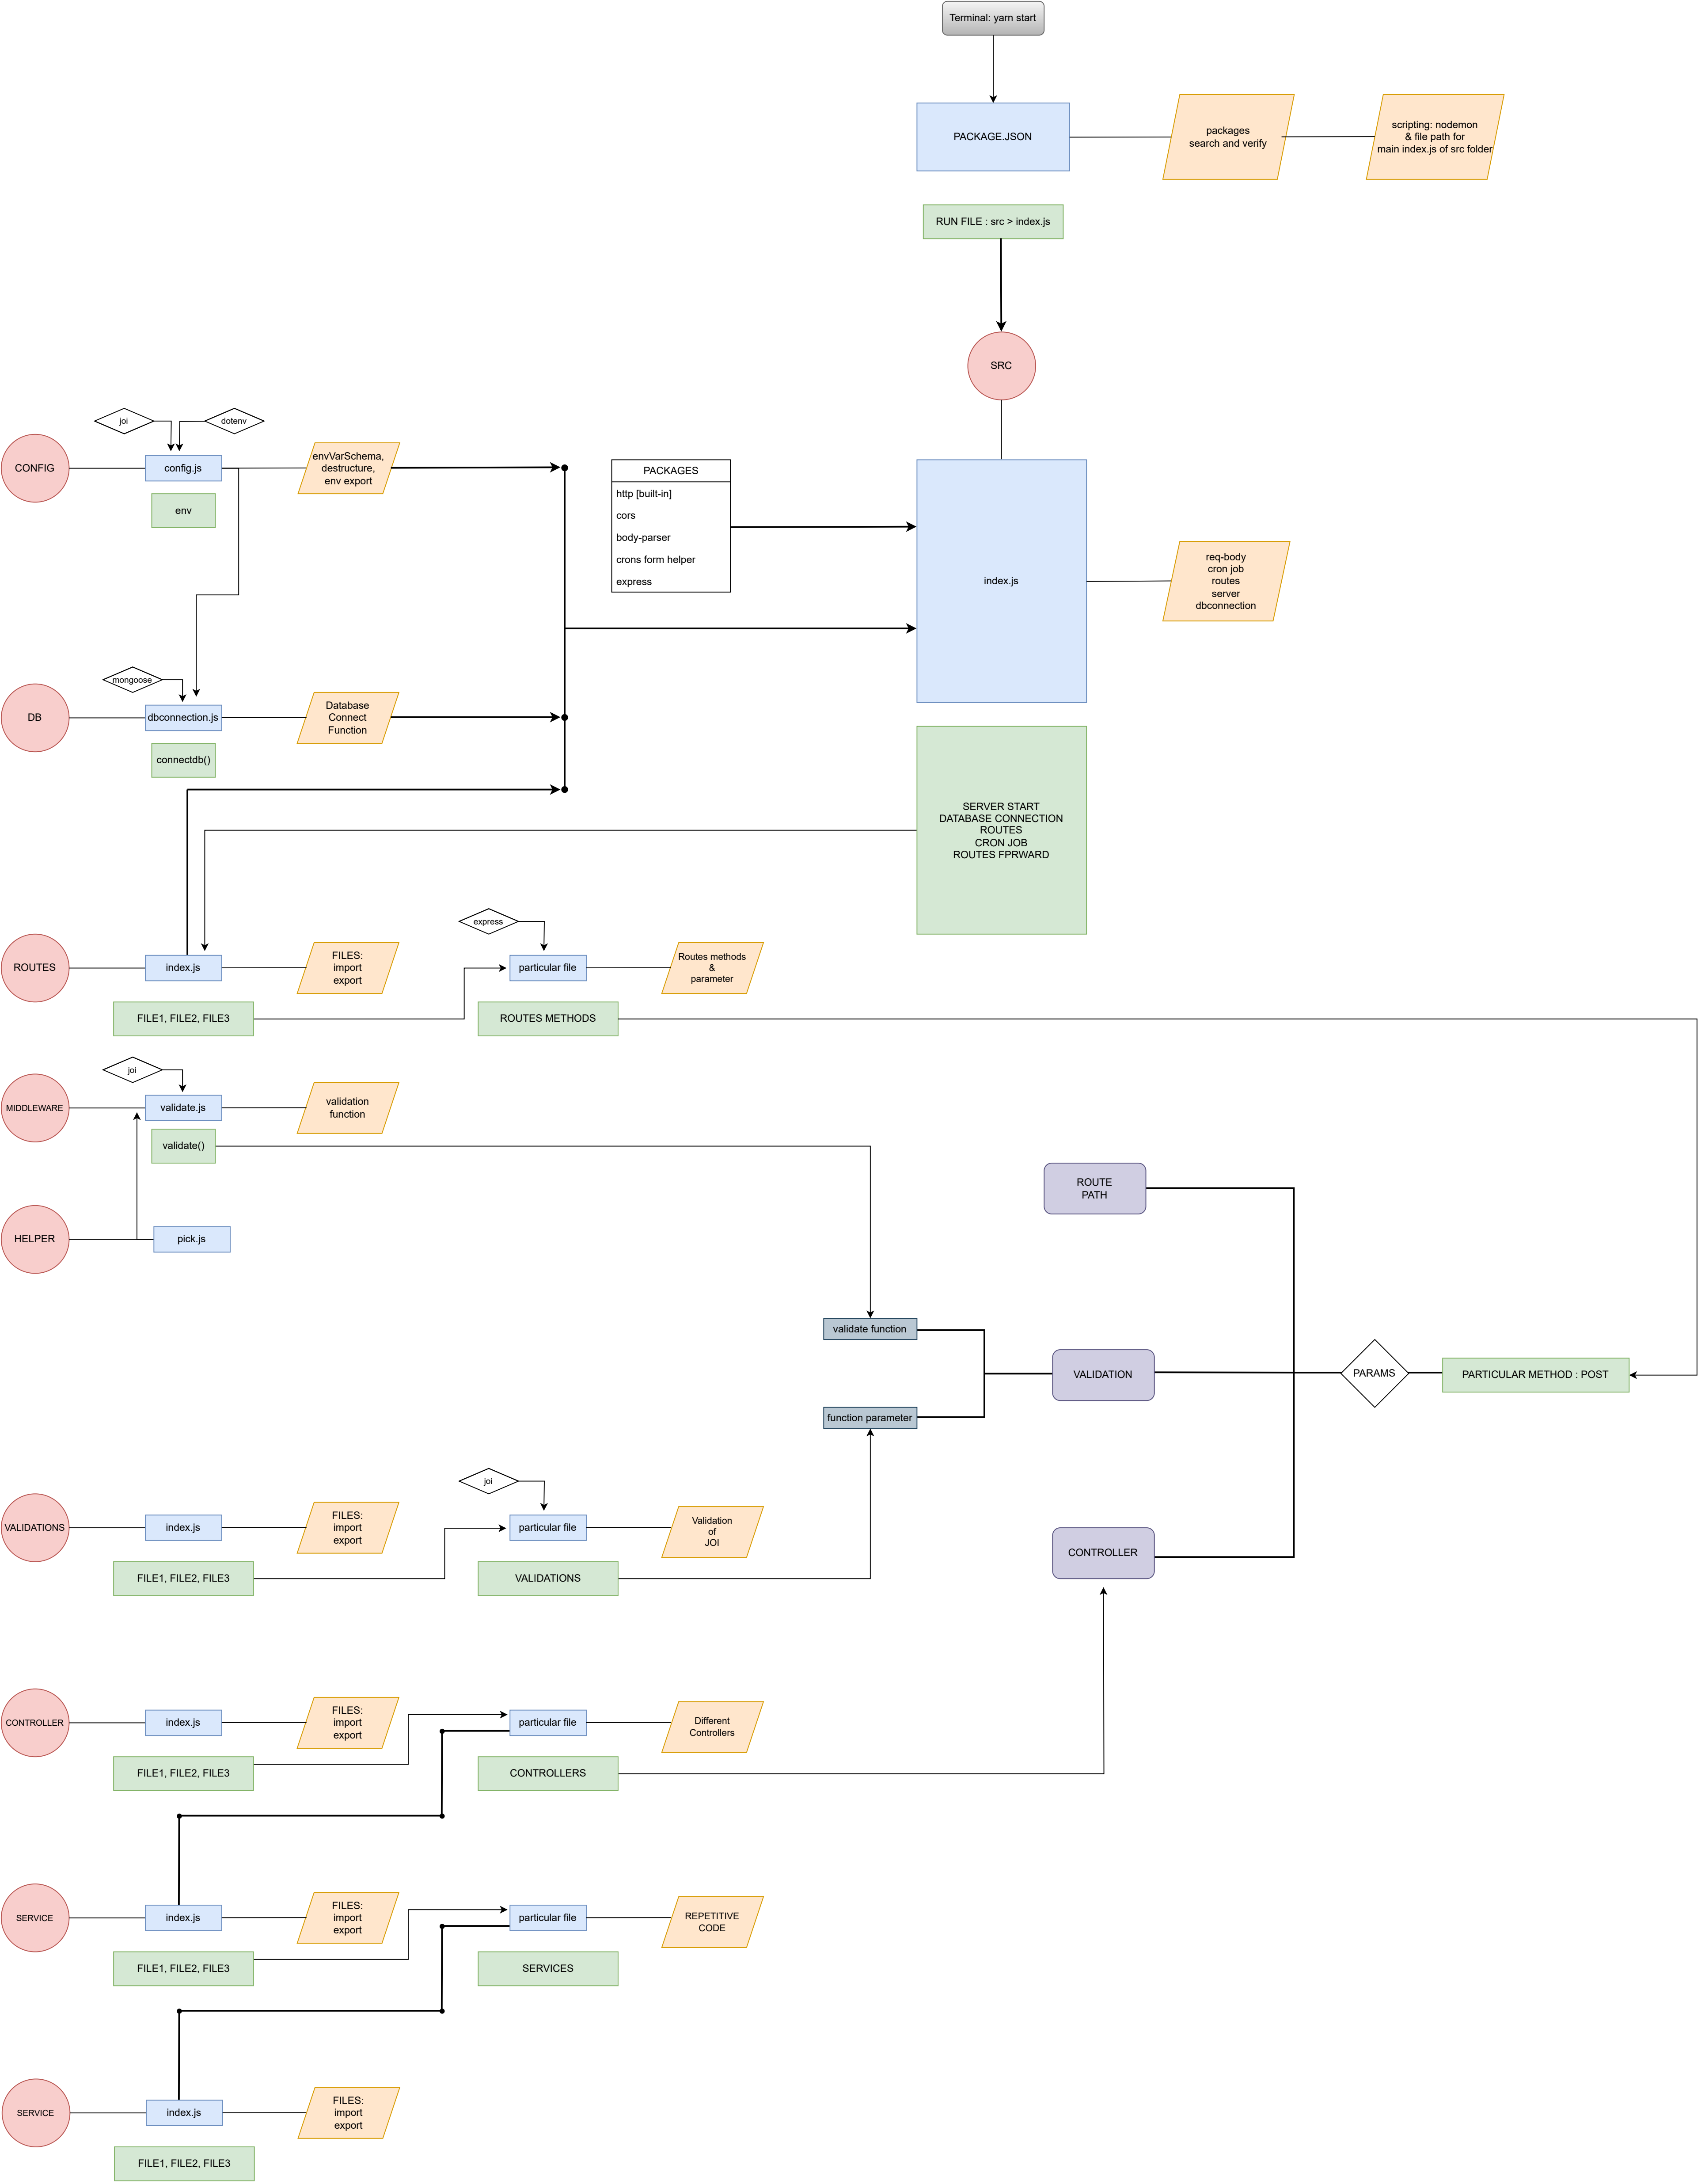 Terminal: yarn start
PACKAGE.JSON
packages
search and verify
scripting: nodemon
& file path for
main index.js of src folder
RUN FILE : src > index.js
SRC
joi
dotenv
CONFIG
config.js
envVarSchema,
destructure,
env export
env
PACKAGES
http [built-in]
cors
body-parser
crons form helper
express
index.js
req-body
cron job
routes
server
dbconnection
mongoose
DB
dbconnection.js
Database
Connect
Function
connectdb()
SERVER START
DATABASE CONNECTION
ROUTES
CRON JOB
ROUTES FPRWARD
express
ROUTES
index.js
FILES:
import
export
particular file
Routes methods
&
parameter
FILE1, FILE2, FILE3
ROUTES METHODS
joi
MIDDLEWARE
validate.js
validation
function
validate()
ROUTE
PATH
HELPER
pick.js
validate function
VALIDATION
PARAMS
PARTICULAR METHOD : POST
function parameter
joi
VALIDATIONS
index.js
FILES:
import
export
particular file
Validation
of
JOI
CONTROLLER
FILE1, FILE2, FILE3
VALIDATIONS
CONTROLLER
index.js
FILES:
import
export
particular file
Different
Controllers
FILE1, FILE2, FILE3
CONTROLLERS
SERVICE
index.js
FILES:
import
export
particular file
REPETITIVE
CODE
FILE1, FILE2, FILE3
SERVICES
SERVICE
index.js
FILES:
import
export
FILE1, FILE2, FILE3